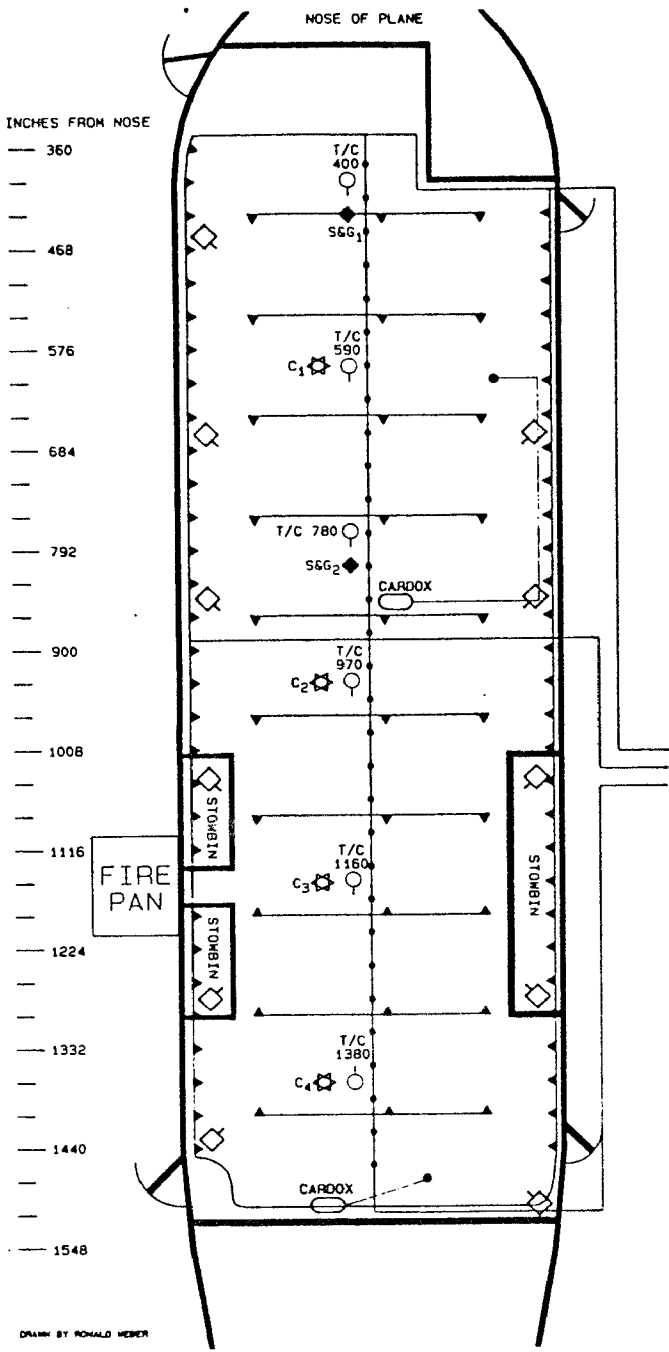 NOSE OF PLANE
INCHES FROM NOSE
360
468
576
684
792
900
1008
1116
1224
1332
1440
1548
T/C
400
S&G1
T/C
590
C1
T/C 780
S&G2
CARDOX
T/C
970
C2
STOWBIN
FIRE
PAN
T/C
1160
C3
STOWBIN
STOWBIN
T/C
1380
C4
CARDOX
DRAWN BY RONALD WEBER